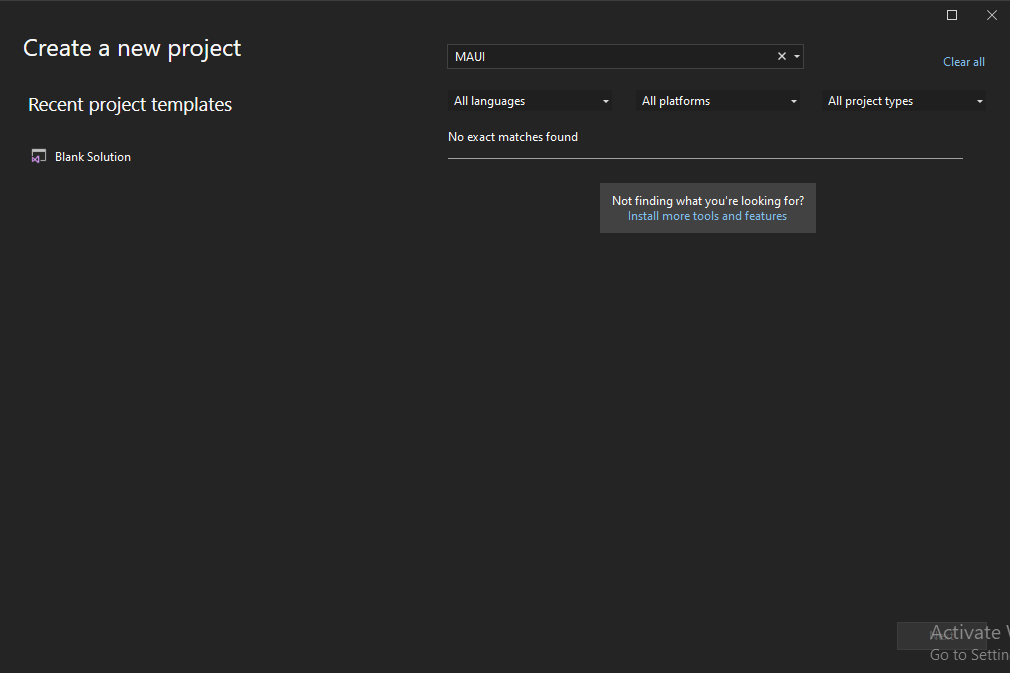 Create a new project
MAUI
Clear all
Recent project templates
All languages
All platforms
All project types
No exact matches found
Blank Solution
Not finding what you're looking for?
Install more tools and features
Activate
Go to Settin